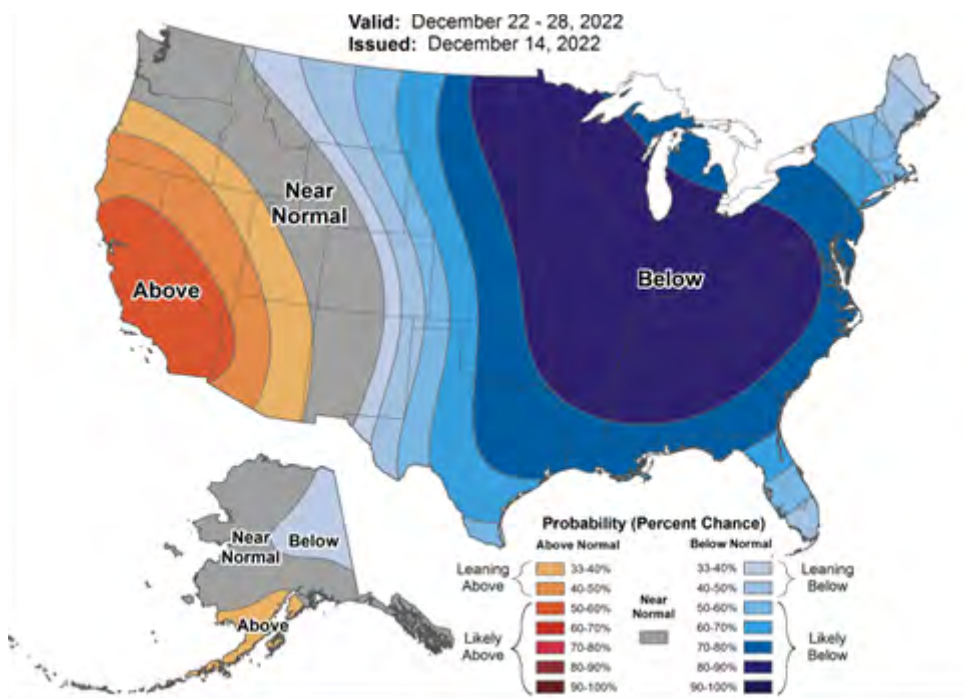 Valid: December 22 - 28, 2022
Issued: December 14, 2022
Near
Normal
Above
Below
Near
Normal
Below
Above
Probability (Percent Chance)
Above Normal
Below Normal
Leaning
Above
33-40%
40-50%
Likely
Above
50-60%
60-70%
70-80%
80-90%
90-100%
Near
Normal
33-40%
40-50%
Leaning
Below
50-60%
60-70%
70-80%
80-90%
90-100%
Likely
Below